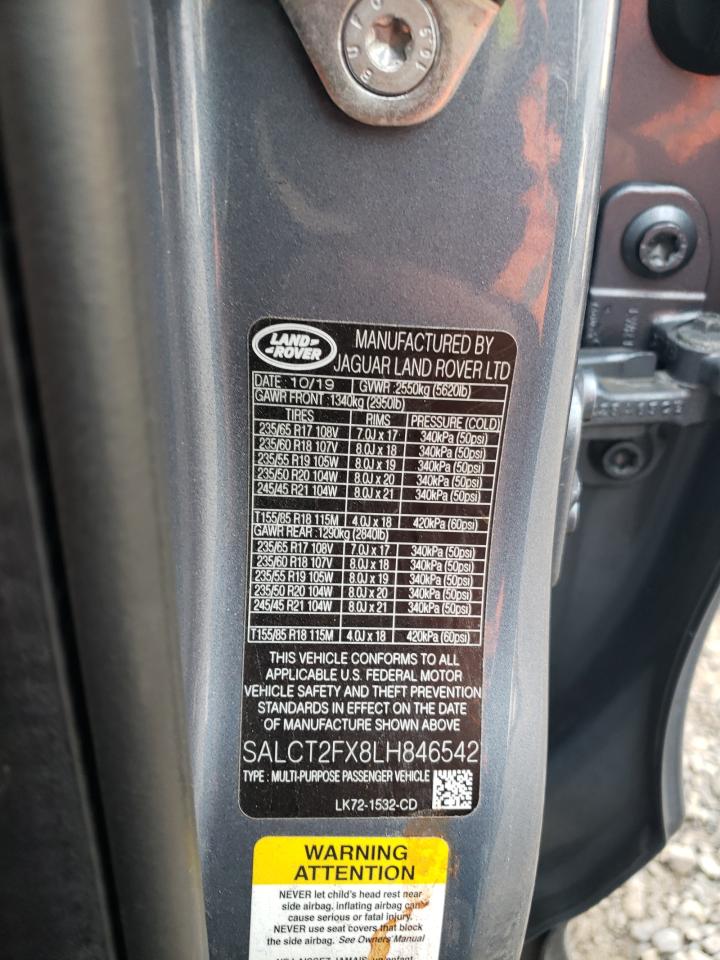 UFO
8
10.9
LAND-
-ROVER
MANUFACTURED BY
JAGUAR LAND ROVER LTD
DATE: 10/19 GVWR: 2550kg (5620lb)
GAWR FRONT: 1340kg (2950lb)
TIRES RIMS PRESSURE (COLD)
235/65 R17 108V 7.0J x 17 340kPa (50psi)
235/60 R18 107V 8.0J x 18 340kPa (50psi)
235/55 R19 105W 8.0J x 19 340kPa (50psi)
235/50 R20 104W 8.0J x 20 340kPa (50psi)
245/45 R21 104W 8.0J x 21 340kPa (50psi)
T155/85 R18 115M 4.0J x 18 420kPa (60psi)
GAWR REAR: 1290kg (2840lb)
235/65 R17 108V 7.0J x 17 340kPa (50psi)
235/60 R18 107V 8.0J x 18 340kPa (50psi)
235/55 R19 105W 8.0J x 19 340kPa (50psi)
235/50 R20 104W 8.0J x 20 340kPa (50psi)
245/45 R21 104W 8.0J x 21 340kPa (50psi)
T155/85 R18 115M 4.0J x 18 420kPa (60psi)
THIS VEHICLE CONFORMS TO ALL
APPLICABLE U.S. FEDERAL MOTOR
VEHICLE SAFETY AND THEFT PREVENTION
STANDARDS IN EFFECT ON THE DATE
OF MANUFACTURE SHOWN ABOVE
SALCT2FX8LH846542
TYPE : MULTI-PURPOSE PASSENGER VEHICLE
LK72-1532-CD
WARNING
ATTENTION
NEVER let child's head rest near
side airbag, inflating airbag can
cause serious or fatal injury.
NEVER use seat covers that block
the side airbag. See Owners Manual
NE LAISSEZ JAMAIS un enfant